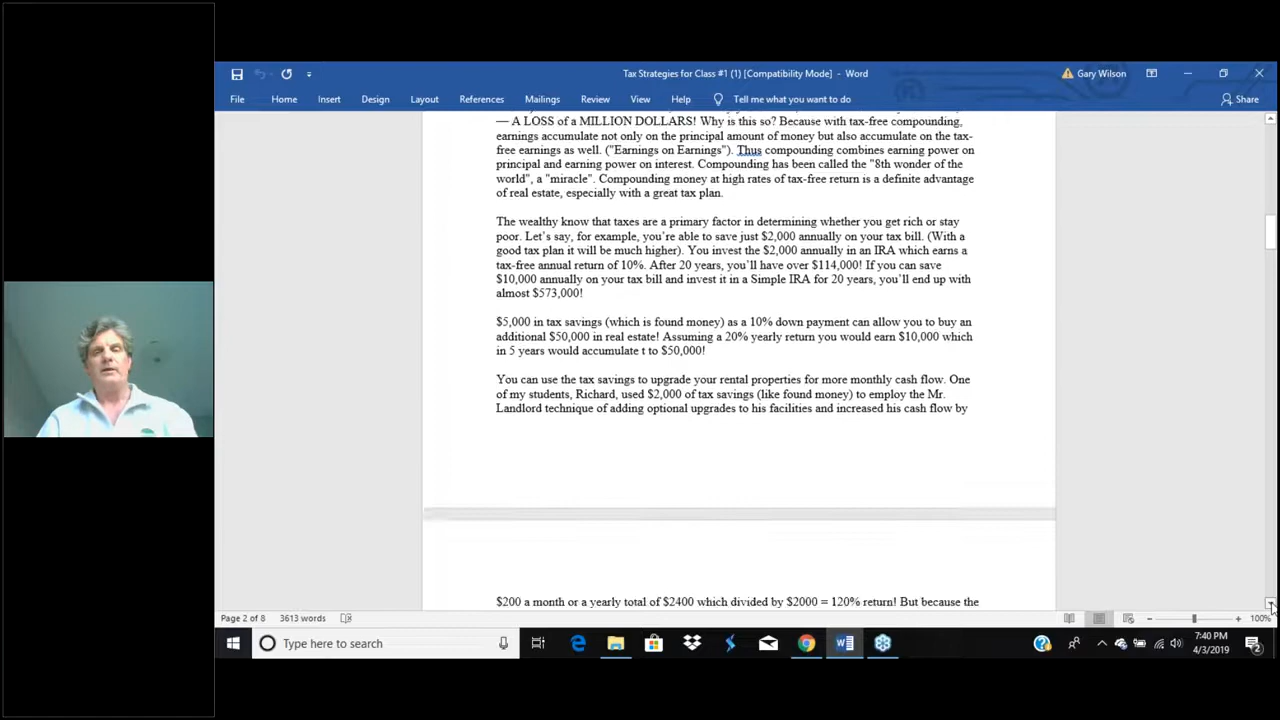 Tax Strategies for Class #1 (1) [Compatibility Mode] - Word
Gary Wilson
File Home Insert Design Layout References Mailings Review View Help Tell me what you want to do Share
— A LOSS of a MILLION DOLLARS! Why is this so? Because with tax-free compounding,
earnings accumulate not only on the principal amount of money but also accumulate on the tax-
free earnings as well. ("Earnings on Earnings"). Thus compounding combines earning power on
principal and earning power on interest. Compounding has been called the "8th wonder of the
world", a "miracle". Compounding money at high rates of tax-free return is a definite advantage
of real estate, especially with a great tax plan.
The wealthy know that taxes are a primary factor in determining whether you get rich or stay
poor. Let's say, for example, you're able to save just $2,000 annually on your tax bill. (With a
good tax plan it will be much higher). You invest the $2,000 annually in an IRA which earns a
tax-free annual return of 10%. After 20 years, you'll have over $114,000! If you can save
$10,000 annually on your tax bill and invest it in a Simple IRA for 20 years, you'll end up with
almost $573,000!
$5,000 in tax savings (which is found money) as a 10% down payment can allow you to buy an
additional $50,000 in real estate! Assuming a 20% yearly return you would earn $10,000 which
in 5 years would accumulate t to $50,000!
You can use the tax savings to upgrade your rental properties for more monthly cash flow. One
of my students, Richard, used $2,000 of tax savings (like found money) to employ the Mr.
Landlord technique of adding optional upgrades to his facilities and increased his cash flow by
$200 a month or a yearly total of $2400 which divided by $2000 = 120% return! But because the
Page 2 of 8 3613 words 100%
Type here to search
7:40 PM
4/3/2019
2